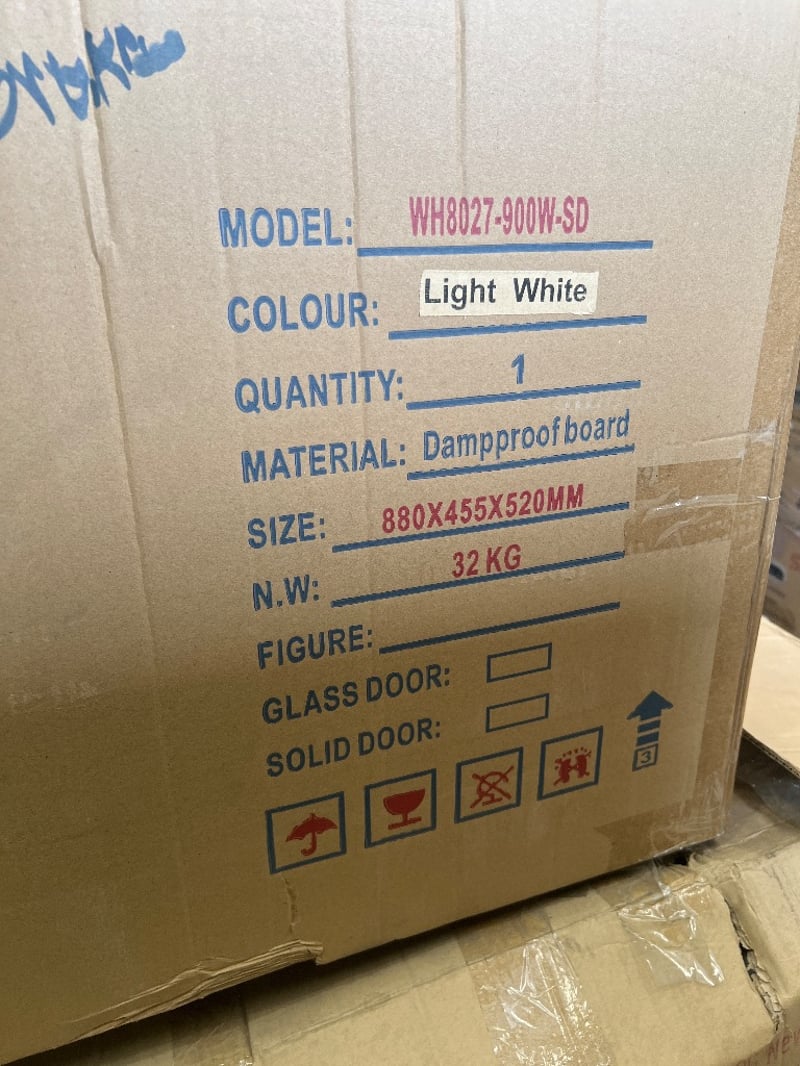 MODEL: WH8027-900W-SD
COLOUR: Light White
QUANTITY: 1
MATERIAL: Dampproof board
SIZE: 880X455X520MM
N.W: 32 KG
FIGURE:
GLASS DOOR:
SOLID DOOR:
3